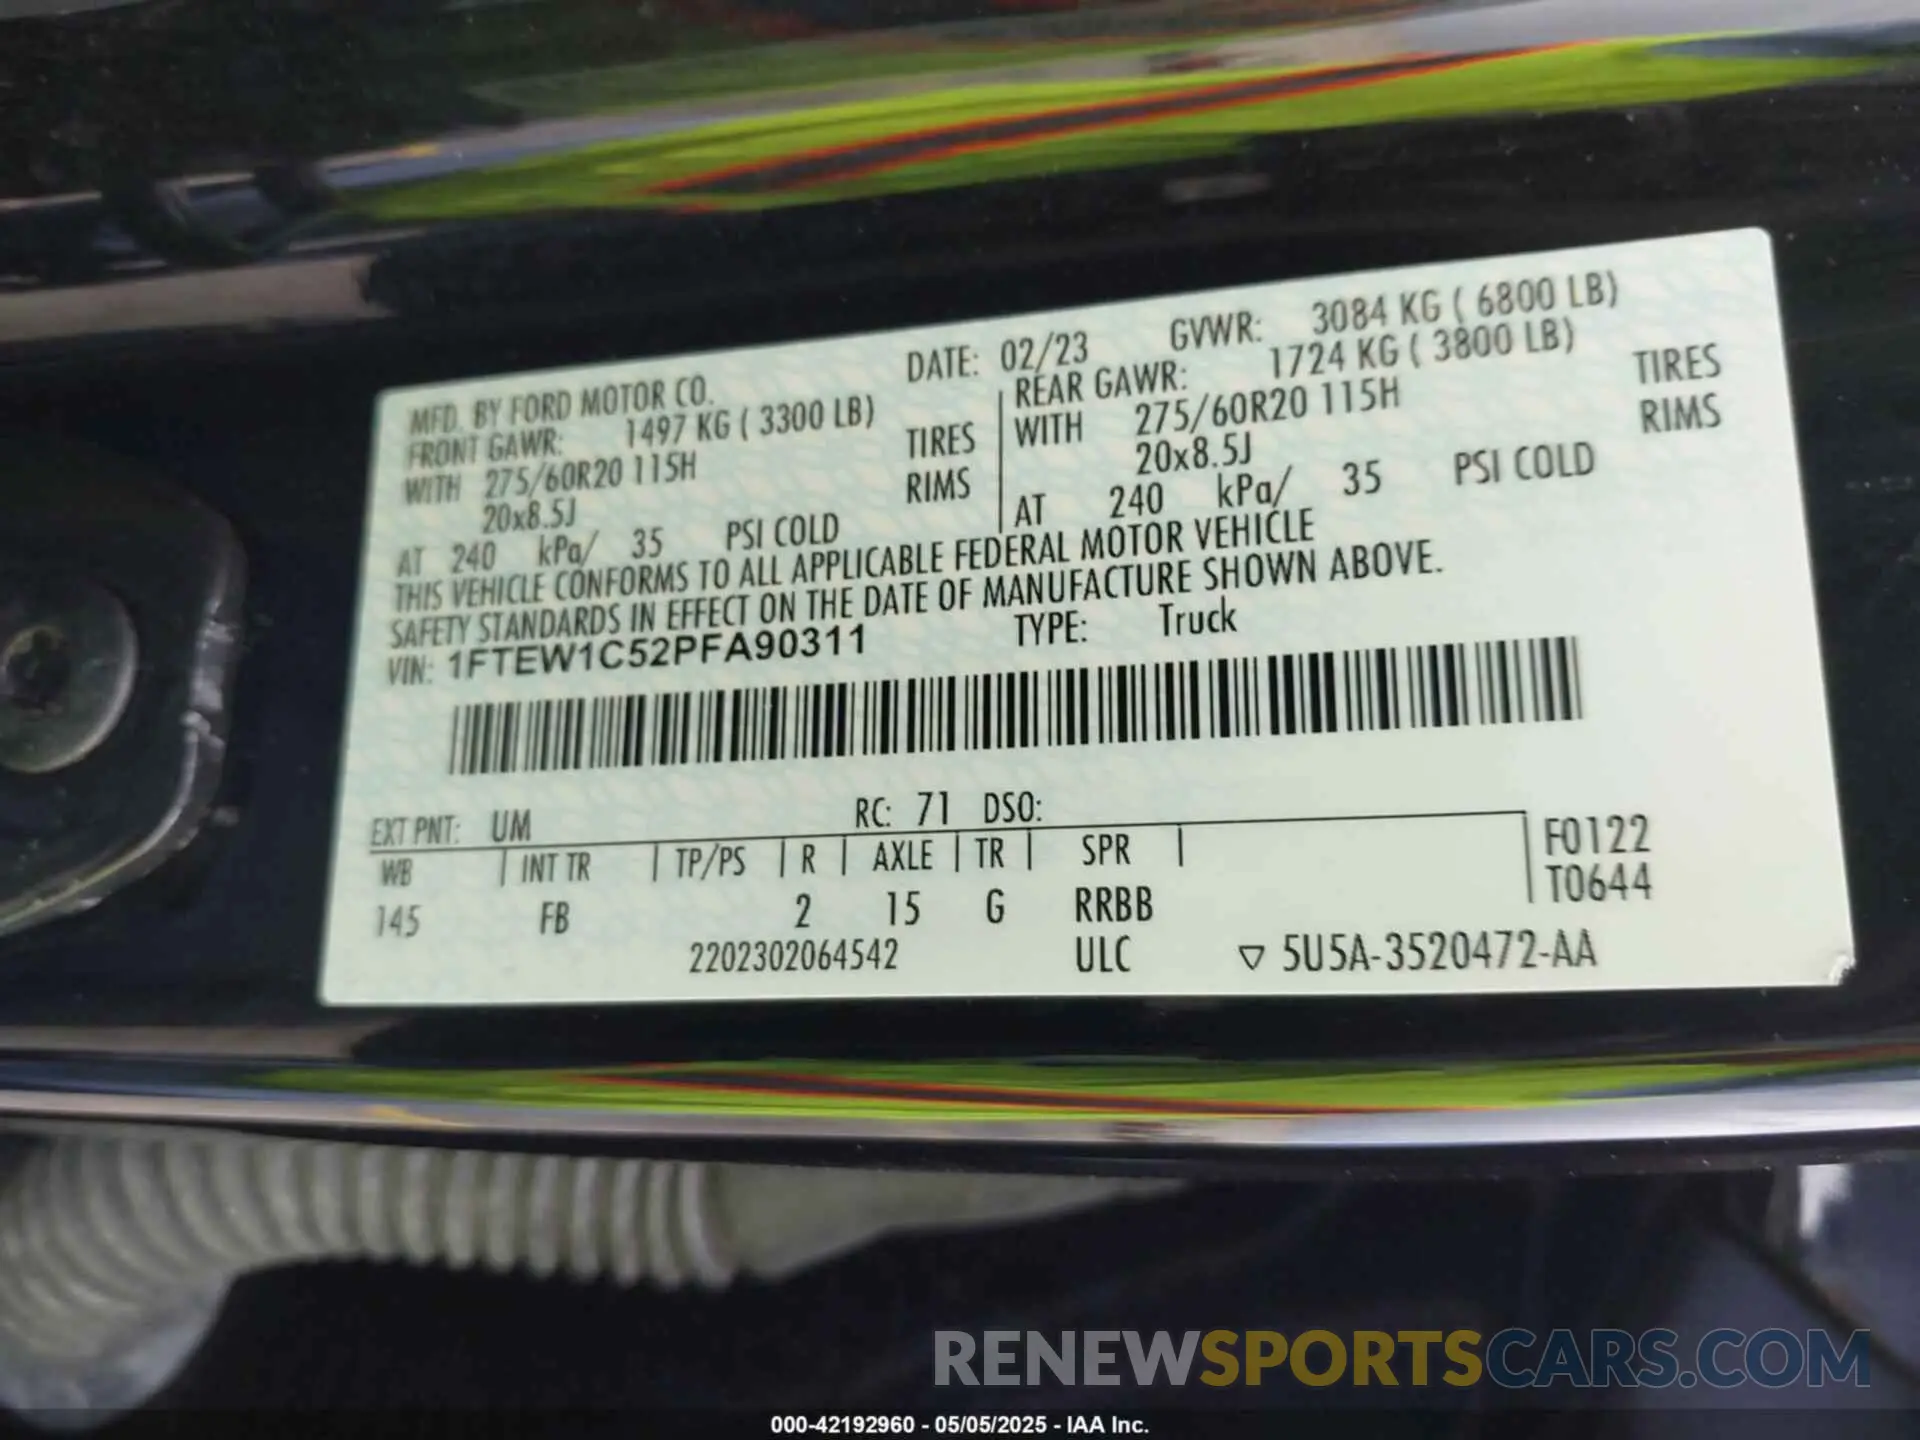 MFD. BY FORD MOTOR CO. DATE: 02/23 GVWR: 3084 KG ( 6800 LB)
FRONT GAWR: 1497 KG ( 3300 LB) REAR GAWR: 1724 KG ( 3800 LB)
WITH 275/60R20 115H TIRES WITH 275/60R20 115H TIRES
20x8.5J RIMS 20x8.5J RIMS
AT 240 kPa/ 35 PSI COLD AT 240 kPa/ 35 PSI COLD
THIS VEHICLE CONFORMS TO ALL APPLICABLE FEDERAL MOTOR VEHICLE
SAFETY STANDARDS IN EFFECT ON THE DATE OF MANUFACTURE SHOWN ABOVE.
VIN: 1FTEW1C52PFA90311 TYPE: Truck
EXT PNT: UM RC: 71 DSO:
WB INT TR TP/PS R AXLE TR SPR F0122
145 FB 2 15 G RRBB T0644
2202302064542 ULC ▽ 5U5A-3520472-AA
RENEWSPORTSCARS.COM
000-42192960 - 05/05/2025 - IAA Inc.